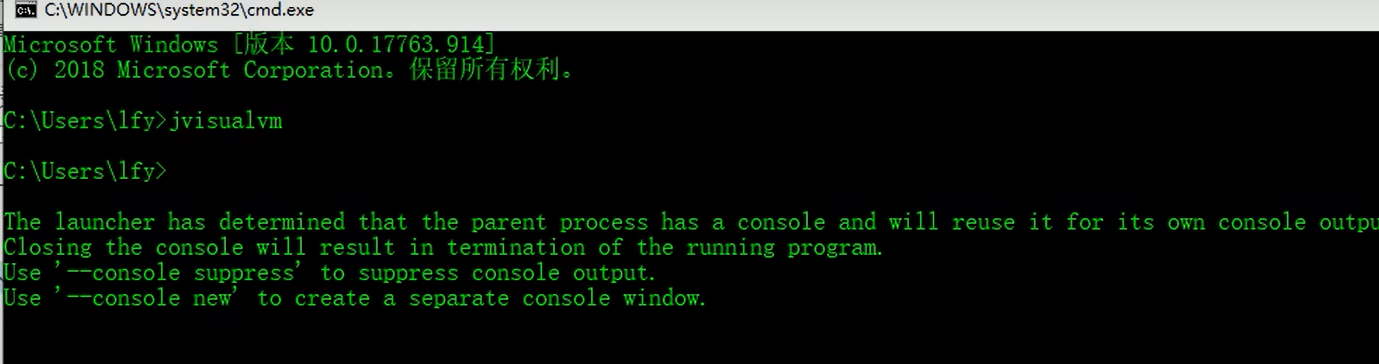 C:\WINDOWS\system32\cmd.exe
Microsoft Windows [版本 10.0.17763.914]
(c) 2018 Microsoft Corporation。保留所有权利。
C:\Users\lfy>jvisualvm
C:\Users\lfy>
The launcher has determined that the parent process has a console and will reuse it for its own console outpu
Closing the console will result in termination of the running program.
Use '--console suppress' to suppress console output.
Use '--console new' to create a separate console window.